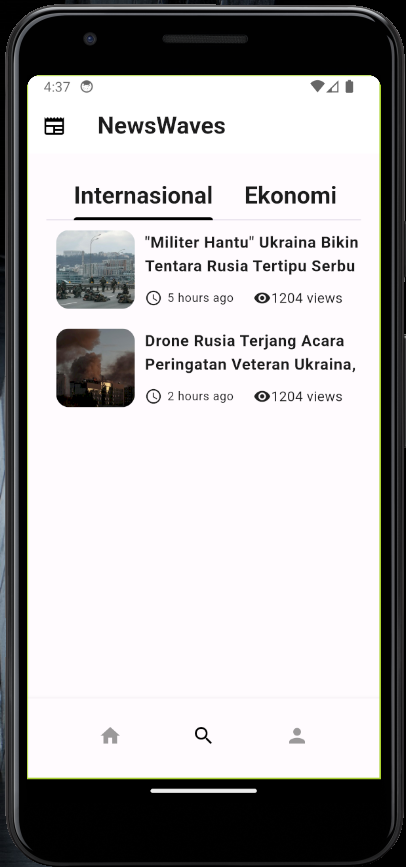 4:37
NewsWaves
Internasional Ekonomi
"Militer Hantu" Ukraina Bikin
Tentara Rusia Tertipu Serbu
5 hours ago 1204 views
Drone Rusia Terjang Acara
Peringatan Veteran Ukraina,
2 hours ago 1204 views